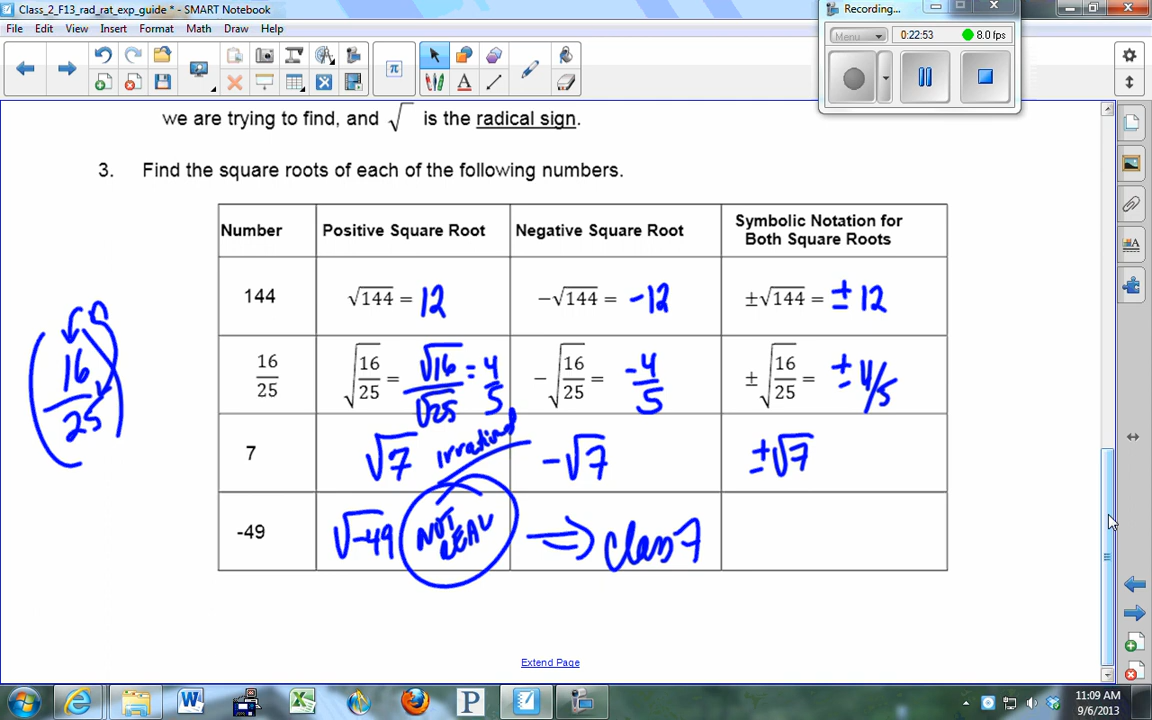 Class_2_F13_rad_rat_exp_guide * - SMART Notebook
File Edit View Insert Format Math Draw Help
Recording...
Menu
0:22:53
8.0 fps
π
A
we are trying to find, and √ is the radical sign.
3. Find the square roots of each of the following numbers.
Number
Positive Square Root
Negative Square Root
Symbolic Notation for
Both Square Roots
144
√144 = 12
−√144 = -12
±√144 = ±12
16/25
√(16/25) = √16/√25 = 4/5
−√(16/25) = -4/5
±√(16/25) = ±4/5
(16/25)
7
√7 irrational
-√7
±√7
-49
√-49 NOT REAL
⇒ class 7
Extend Page
11:09 AM
9/6/2013